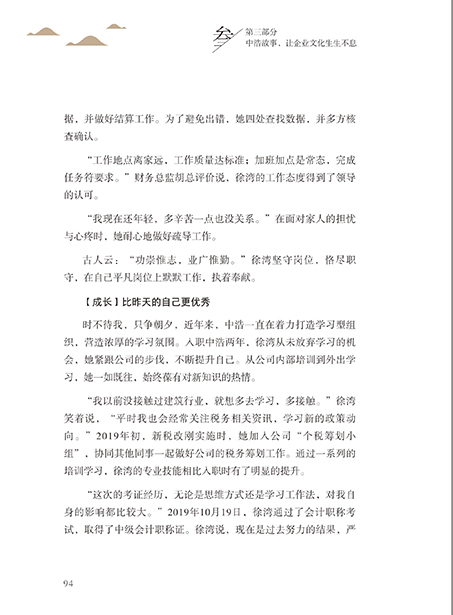 叁
第三部分
中浩故事，让企业文化生生不息
据，并做好结算工作。为了避免出错，她四处查找数据，并多方核
查确认。
“工作地点离家远，工作质量达标准；加班加点是常态，完成
任务符要求。”财务总监胡总评价说，徐湾的工作态度得到了领导
的认可。
“我现在还年轻，多辛苦一点也没关系。”在面对家人的担忧
与心疼时，她耐心地做好疏导工作。
古人云：“功崇惟志，业广惟勤。”徐湾坚守岗位，恪尽职
守，在自己平凡岗位上默默工作，执着奉献。
【成长】比昨天的自己更优秀
时不待我，只争朝夕，近年来，中浩一直在着力打造学习型组
织，营造浓厚的学习氛围。入职中浩两年，徐湾从未放弃学习的机
会，她紧跟公司的步伐，不断提升自己。从公司内部培训到外出学
习，她一如既往，始终葆有对新知识的热情。
“我以前没接触过建筑行业，就想多去学习，多接触。”徐湾
笑着说，“平时我也会经常关注税务相关资讯，学习新的政策动
向。”2019年初，新税改刚实施时，她加入公司“个税筹划小
组”，协同其他同事一起做好公司的税务筹划工作。通过一系列的
培训学习，徐湾的专业技能相比入职时有了明显的提升。
“这次的考证经历，无论是思维方式还是学习工作法，对我自
身的影响都比较大。”2019年10月19日，徐湾通过了会计职称考
试，取得了中级会计职称证。徐湾说，现在是过去努力的结果，严
94